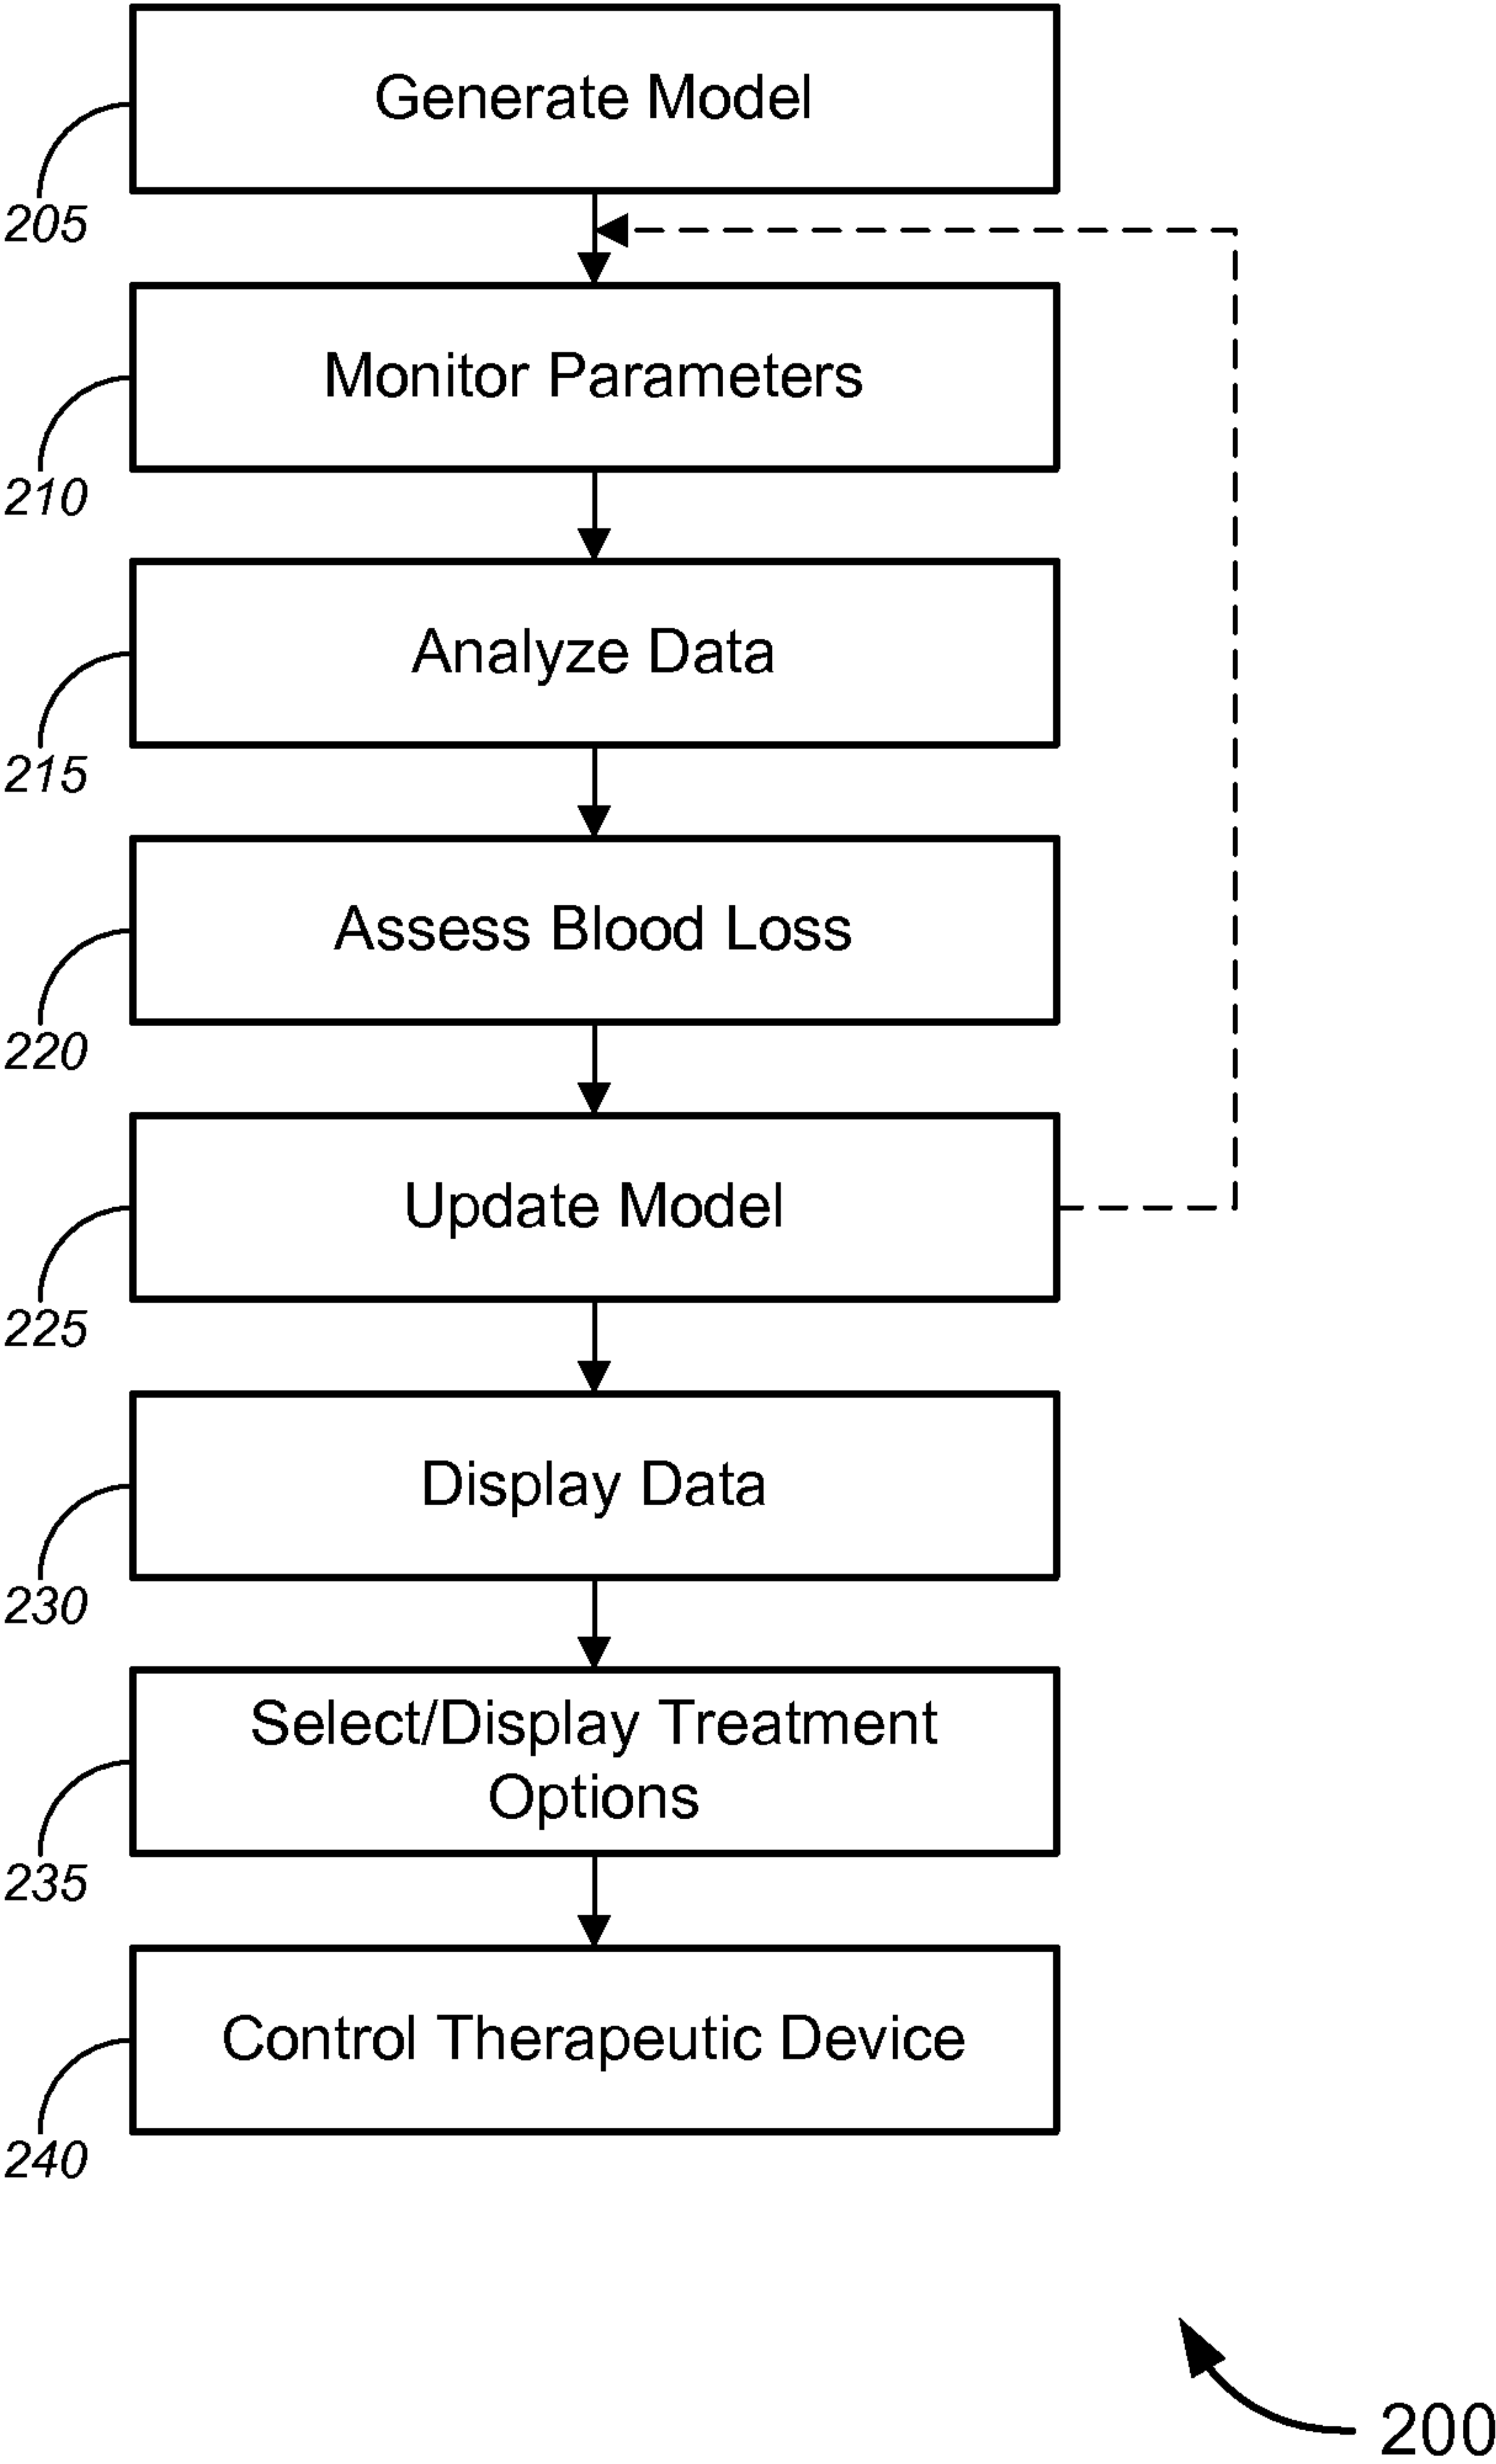 Generate Model
205
Monitor Parameters
210
Analyze Data
215
Assess Blood Loss
220
Update Model
225
Display Data
230
Select/Display Treatment
Options
235
Control Therapeutic Device
240
200